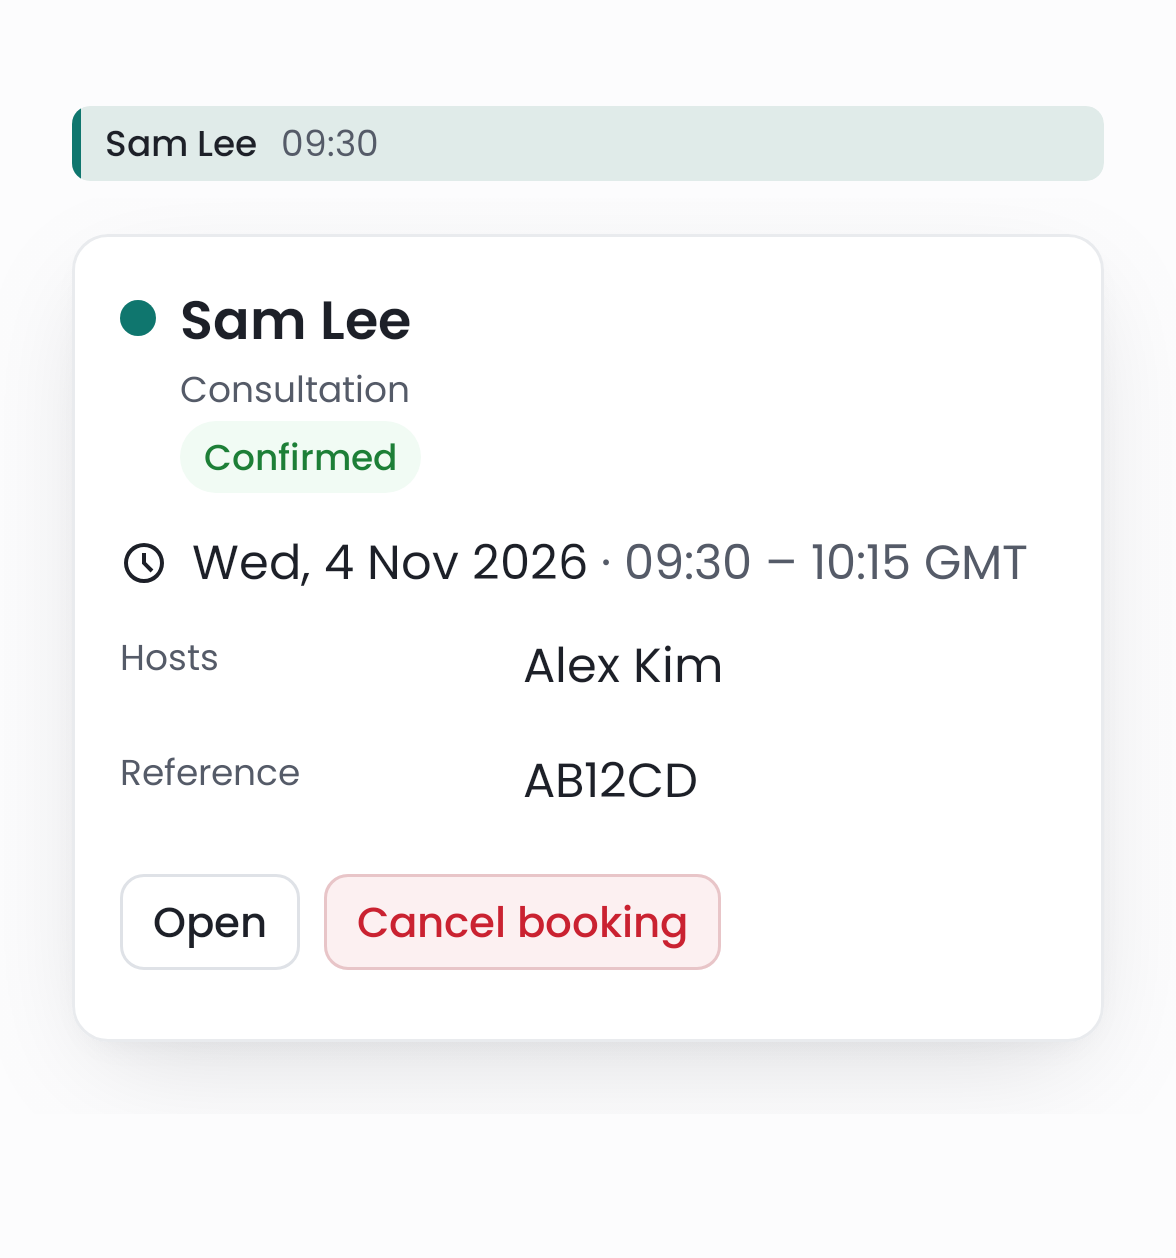 Sam Lee 09:30
Sam Lee
Consultation
Confirmed
Wed, 4 Nov 2026 · 09:30 – 10:15 GMT
Hosts Alex Kim
Reference AB12CD
Open Cancel booking